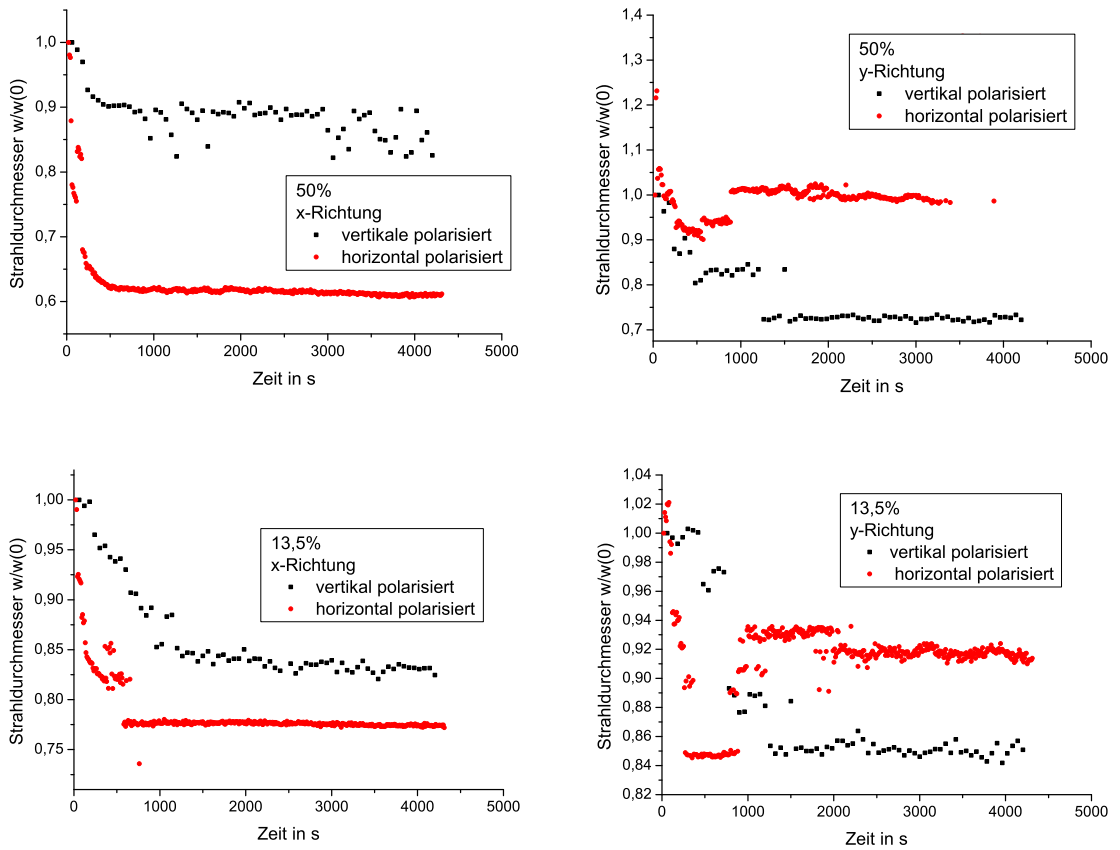 1,0
0,9
0,8
0,7
0,6
0
1000
2000
3000
4000
5000
Strahldurchmesser w/w(0)
Zeit in s
50%
x-Richtung
vertikale polarisiert
horizontal polarisiert
1,4
1,3
1,2
1,1
1,0
0,9
0,8
0,7
0
1000
2000
3000
4000
5000
Strahldurchmesser w/w(0)
Zeit in s
50%
y-Richtung
vertikal polarisiert
horizontal polarisiert
1,00
0,95
0,90
0,85
0,80
0,75
0
1000
2000
3000
4000
5000
Strahldurchmesser w/w(0)
Zeit in s
13,5%
x-Richtung
vertikal polarisiert
horizontal polarisiert
1,04
1,02
1,00
0,98
0,96
0,94
0,92
0,90
0,88
0,86
0,84
0,82
0
1000
2000
3000
4000
5000
Strahldurchmesser w/w(0)
Zeit in s
13,5%
y-Richtung
vertikal polarisiert
horizontal polarisiert